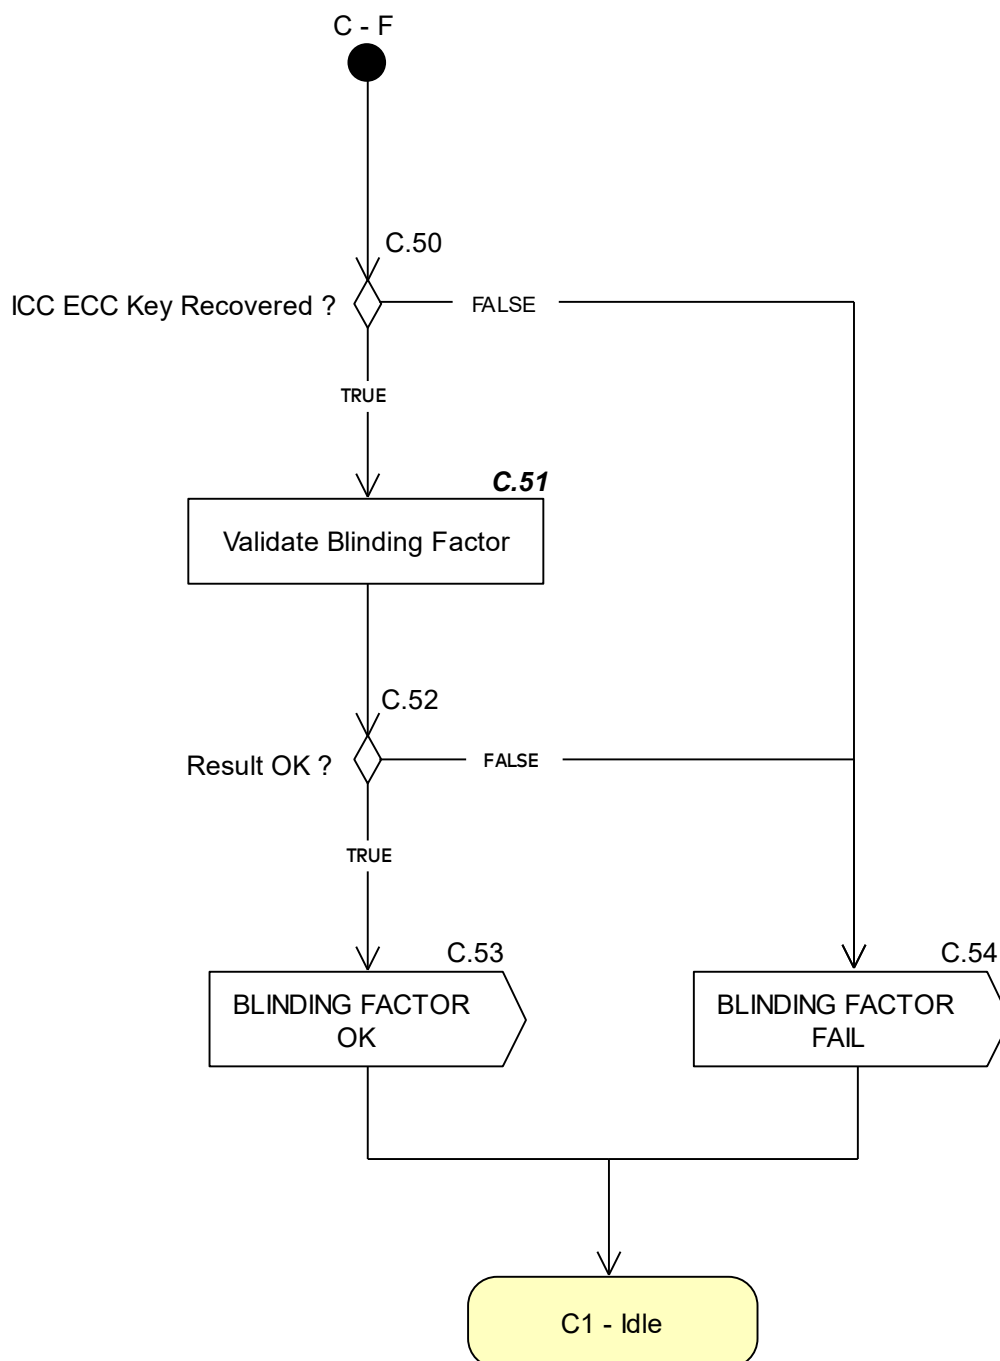 C - F
C.50
ICC ECC Key Recovered ?
FALSE
TRUE
C.51
Validate Blinding Factor
C.52
Result OK ?
FALSE
TRUE
C.53
BLINDING FACTOR
OK
C.54
BLINDING FACTOR
FAIL
C1 - Idle